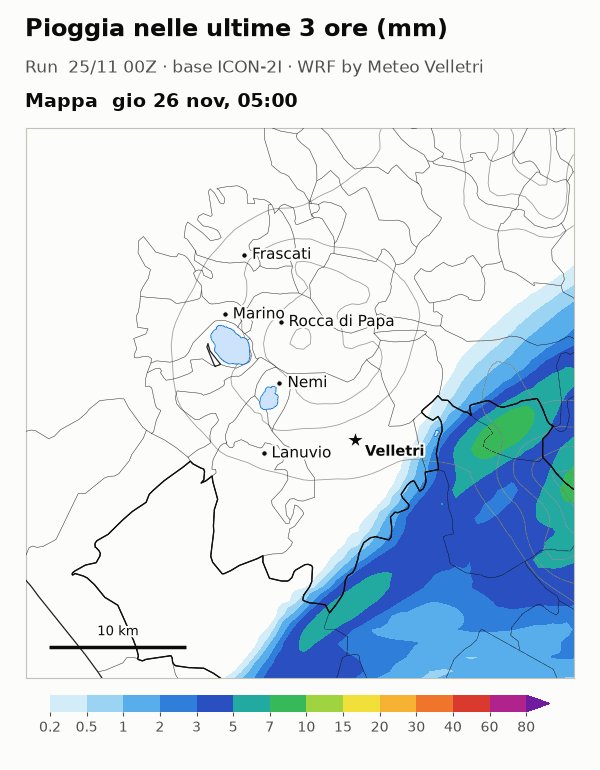 Pioggia nelle ultime 3 ore (mm)
Run  25/11 00Z · base ICON-2I · WRF by Meteo Velletri
Mappa  gio 26 nov, 05:00
Frascati
Marino
Rocca di Papa
Nemi
Velletri
Lanuvio
10 km
0.2 0.5 1 2 3 5 7 10 15 20 30 40 60 80